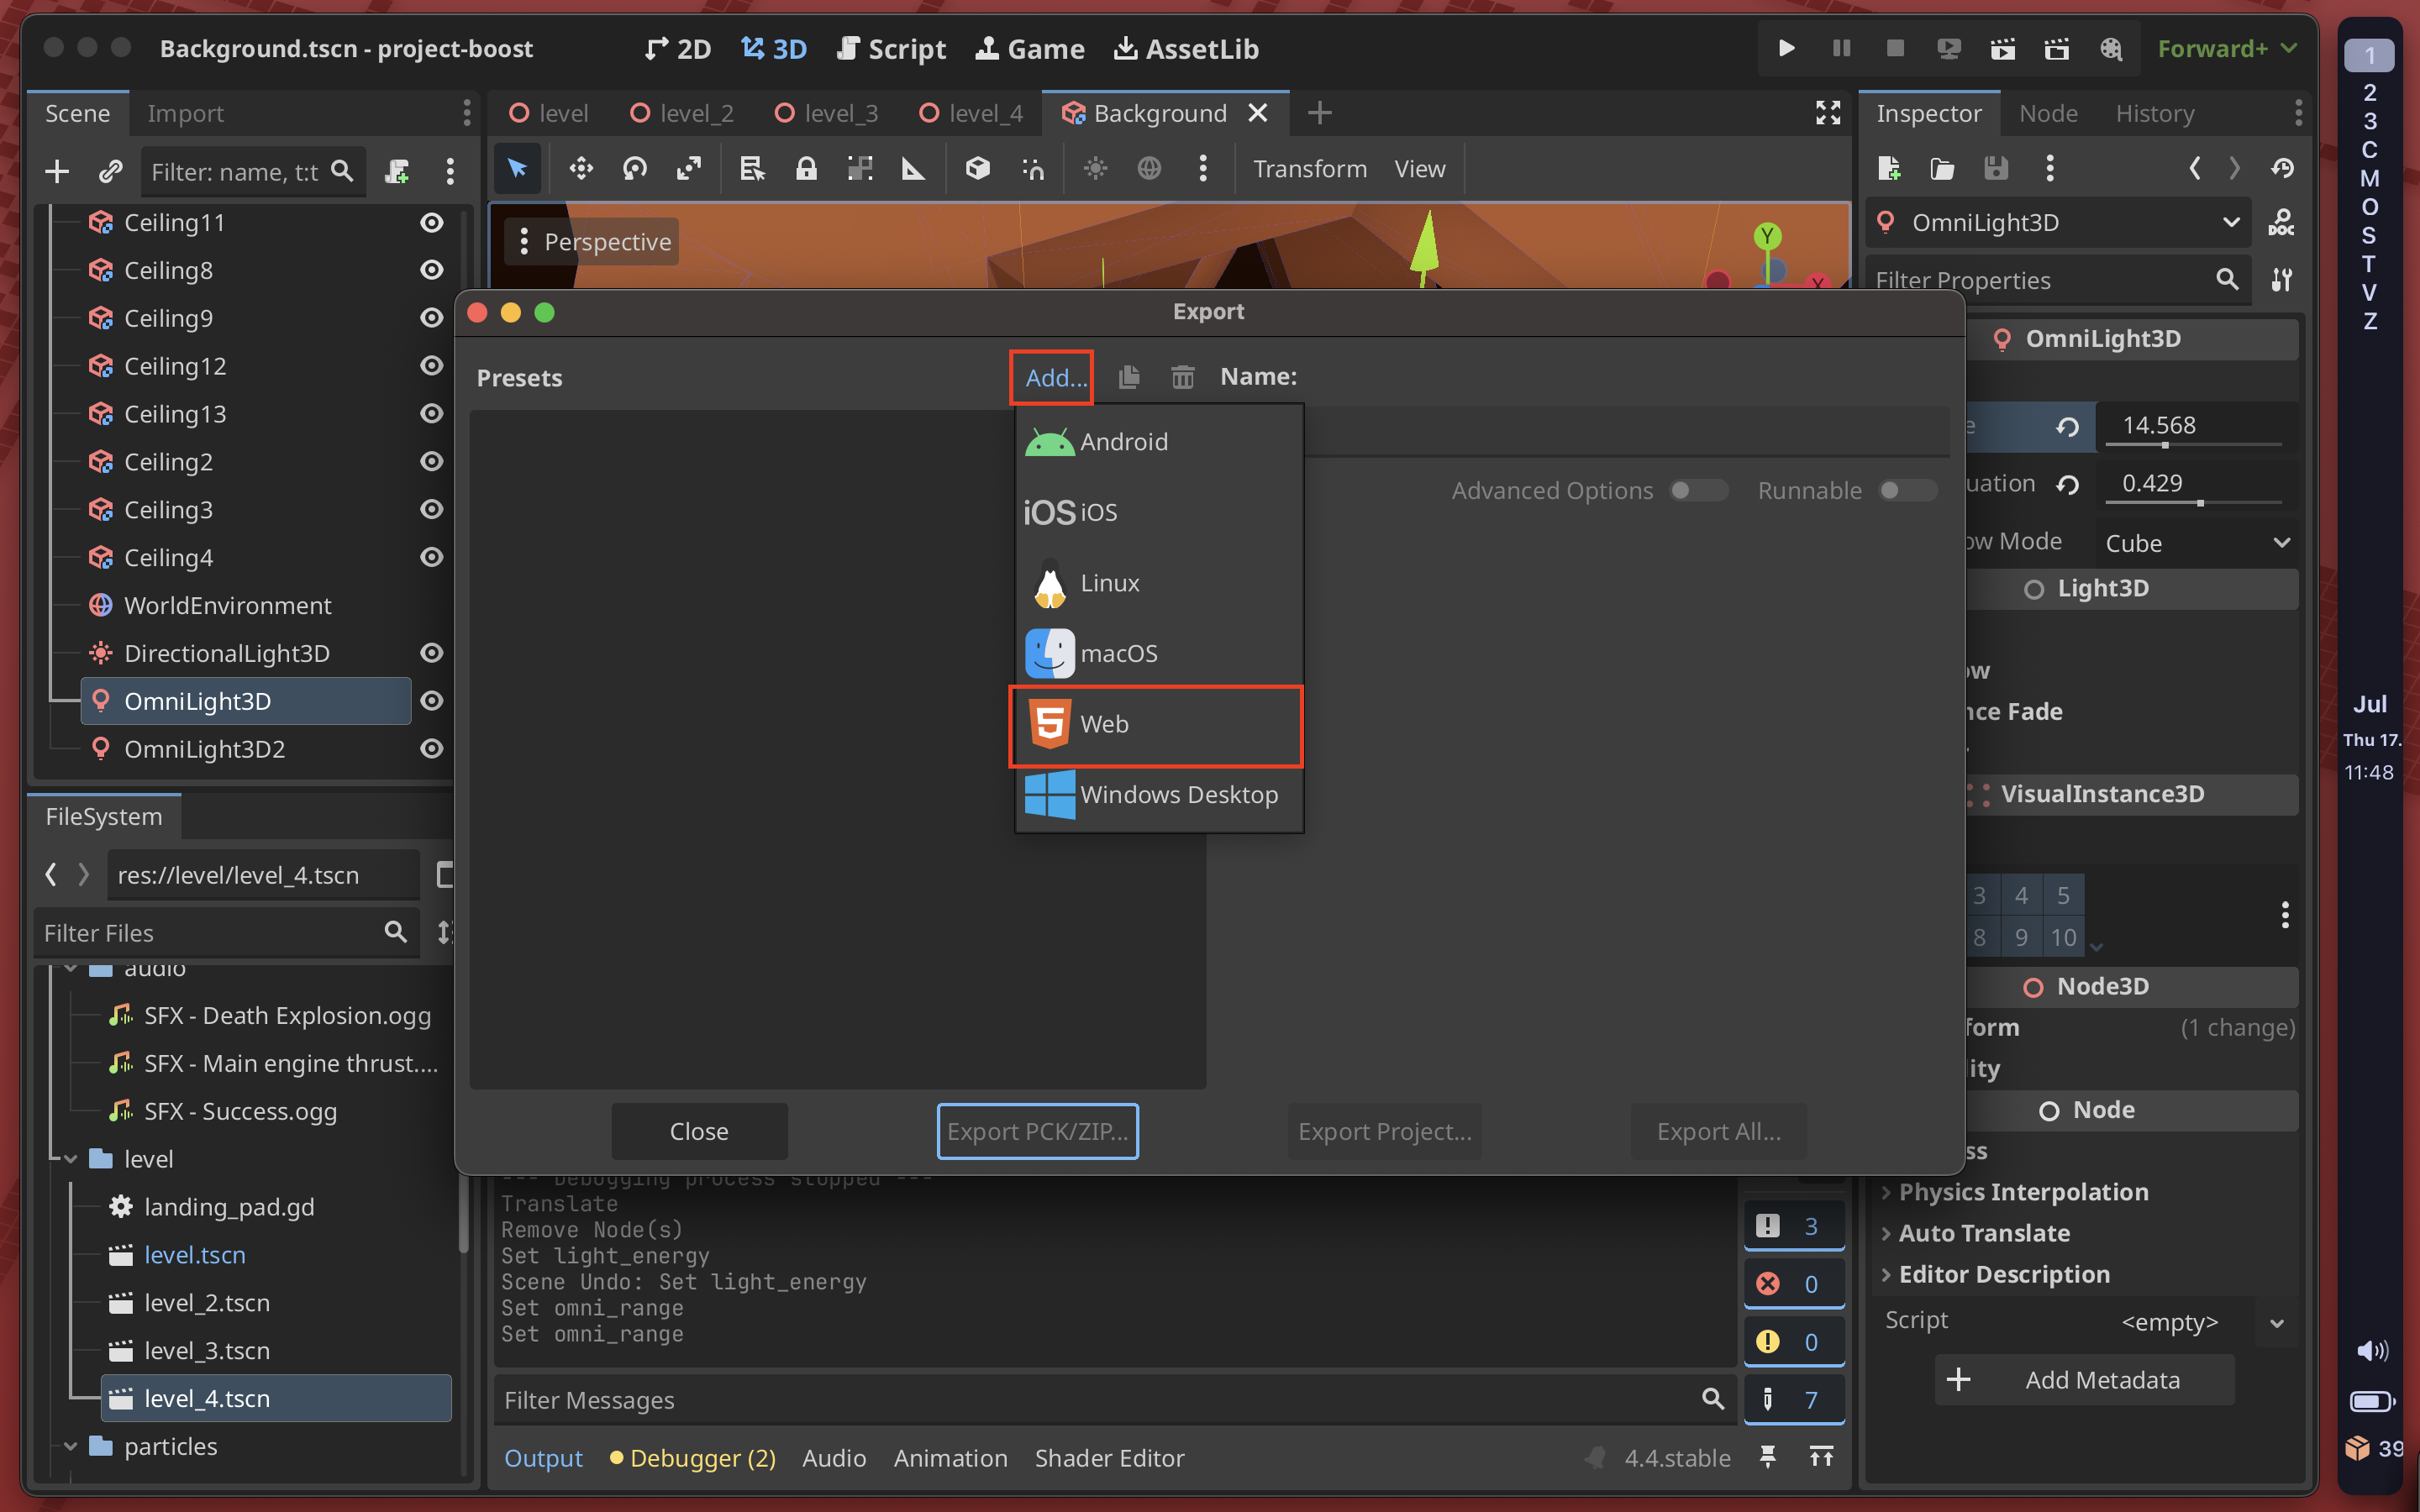 Background.tscn - project-boost
2D
3D
Script
Game
AssetLib
Forward+
Scene
Import
level
level_2
level_3
level_4
Background
Inspector
Node
History
Filter: name, t:t
Transform
View
OmniLight3D
DOC
Filter Properties
Perspective
Y
X
Ceiling11
Ceiling8
Ceiling9
Ceiling12
Ceiling13
Ceiling2
Ceiling3
Ceiling4
WorldEnvironment
DirectionalLight3D
OmniLight3D
OmniLight3D2
FileSystem
res://level/level_4.tscn
Filter Files
audio
SFX - Death Explosion.ogg
SFX - Main engine thrust....
SFX - Success.ogg
level
landing_pad.gd
level.tscn
level_2.tscn
level_3.tscn
level_4.tscn
particles
Export
Presets
Add...
Name:
Android
iOS iOS
Linux
macOS
Web
Windows Desktop
Advanced Options
Runnable
Close
Export PCK/ZIP...
Export Project...
Export All...
OmniLight3D
e
14.568
uation
0.429
ow Mode
Cube
Light3D
ow
nce Fade
VisualInstance3D
3 4 5
8 9 10
Node3D
form
(1 change)
ility
Node
ss
Physics Interpolation
Auto Translate
Editor Description
Script
<empty>
Add Metadata
--- Debugging process stopped ---
Translate
Remove Node(s)
Set light_energy
Scene Undo: Set light_energy
Set omni_range
Set omni_range
3
0
0
7
Filter Messages
Output
Debugger (2)
Audio
Animation
Shader Editor
4.4.stable
1
2
3
C
M
O
S
T
V
Z
Jul
Thu 17.
11:48
39